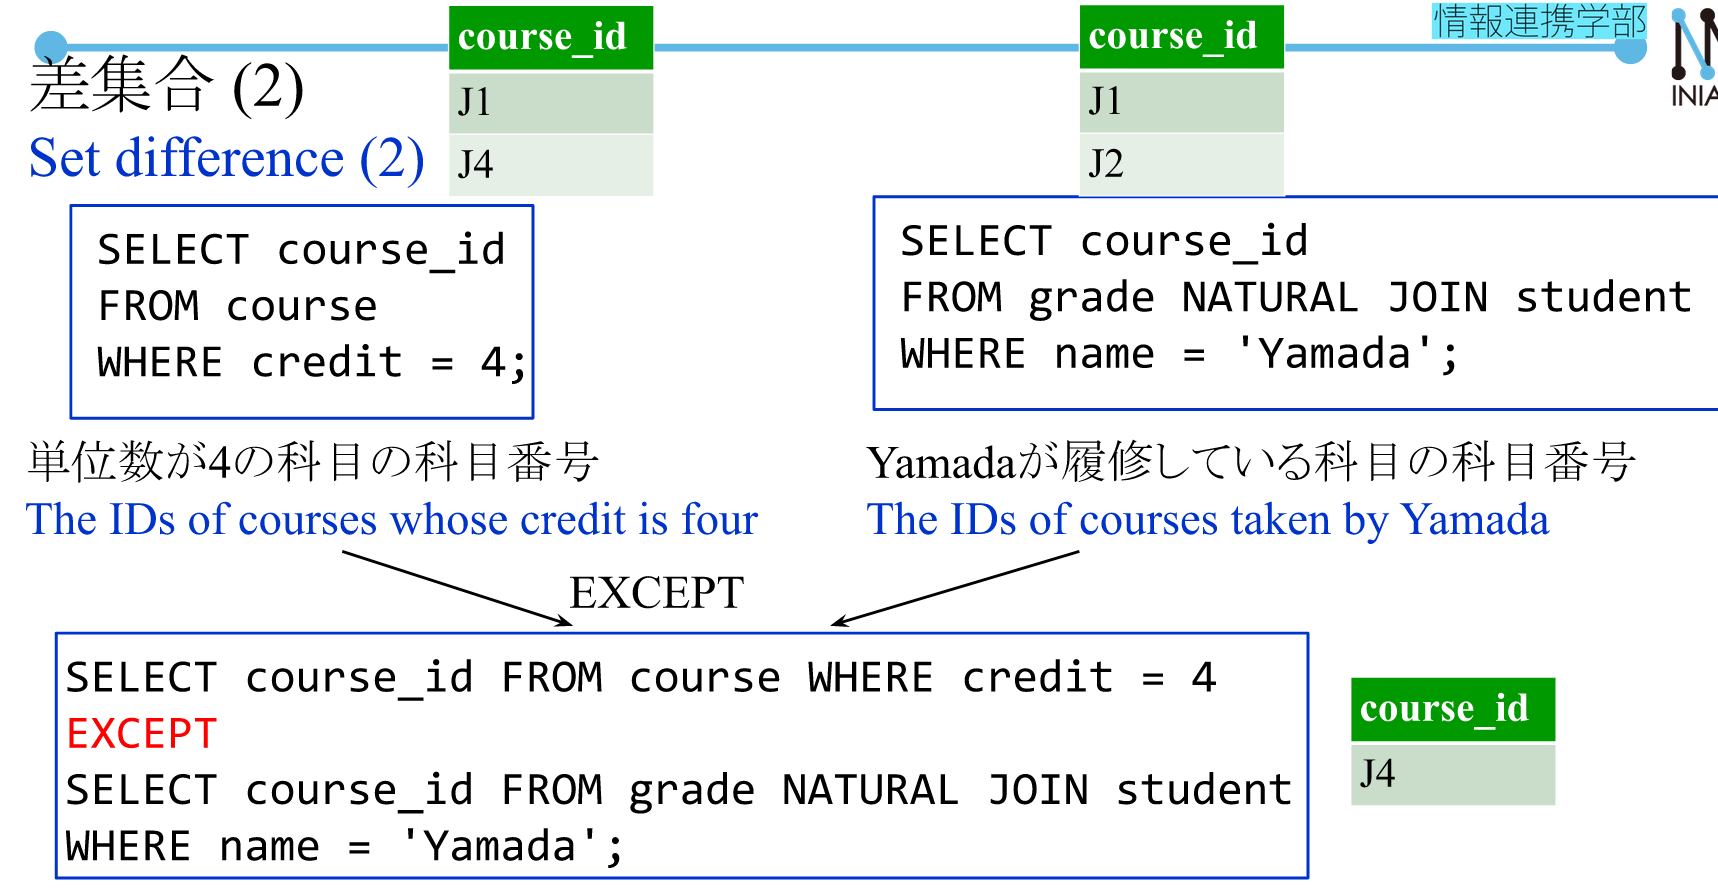 情報連携学部
差集合 (2)
Set difference (2)
course_id
J1
J4
course_id
J1
J2
SELECT course_id
FROM course
WHERE credit = 4;
SELECT course_id
FROM grade NATURAL JOIN student
WHERE name = 'Yamada';
単位数が4の科目の科目番号
The IDs of courses whose credit is four
Yamadaが履修している科目の科目番号
The IDs of courses taken by Yamada
EXCEPT
SELECT course_id FROM course WHERE credit = 4
EXCEPT
SELECT course_id FROM grade NATURAL JOIN student
WHERE name = 'Yamada';
course_id
J4